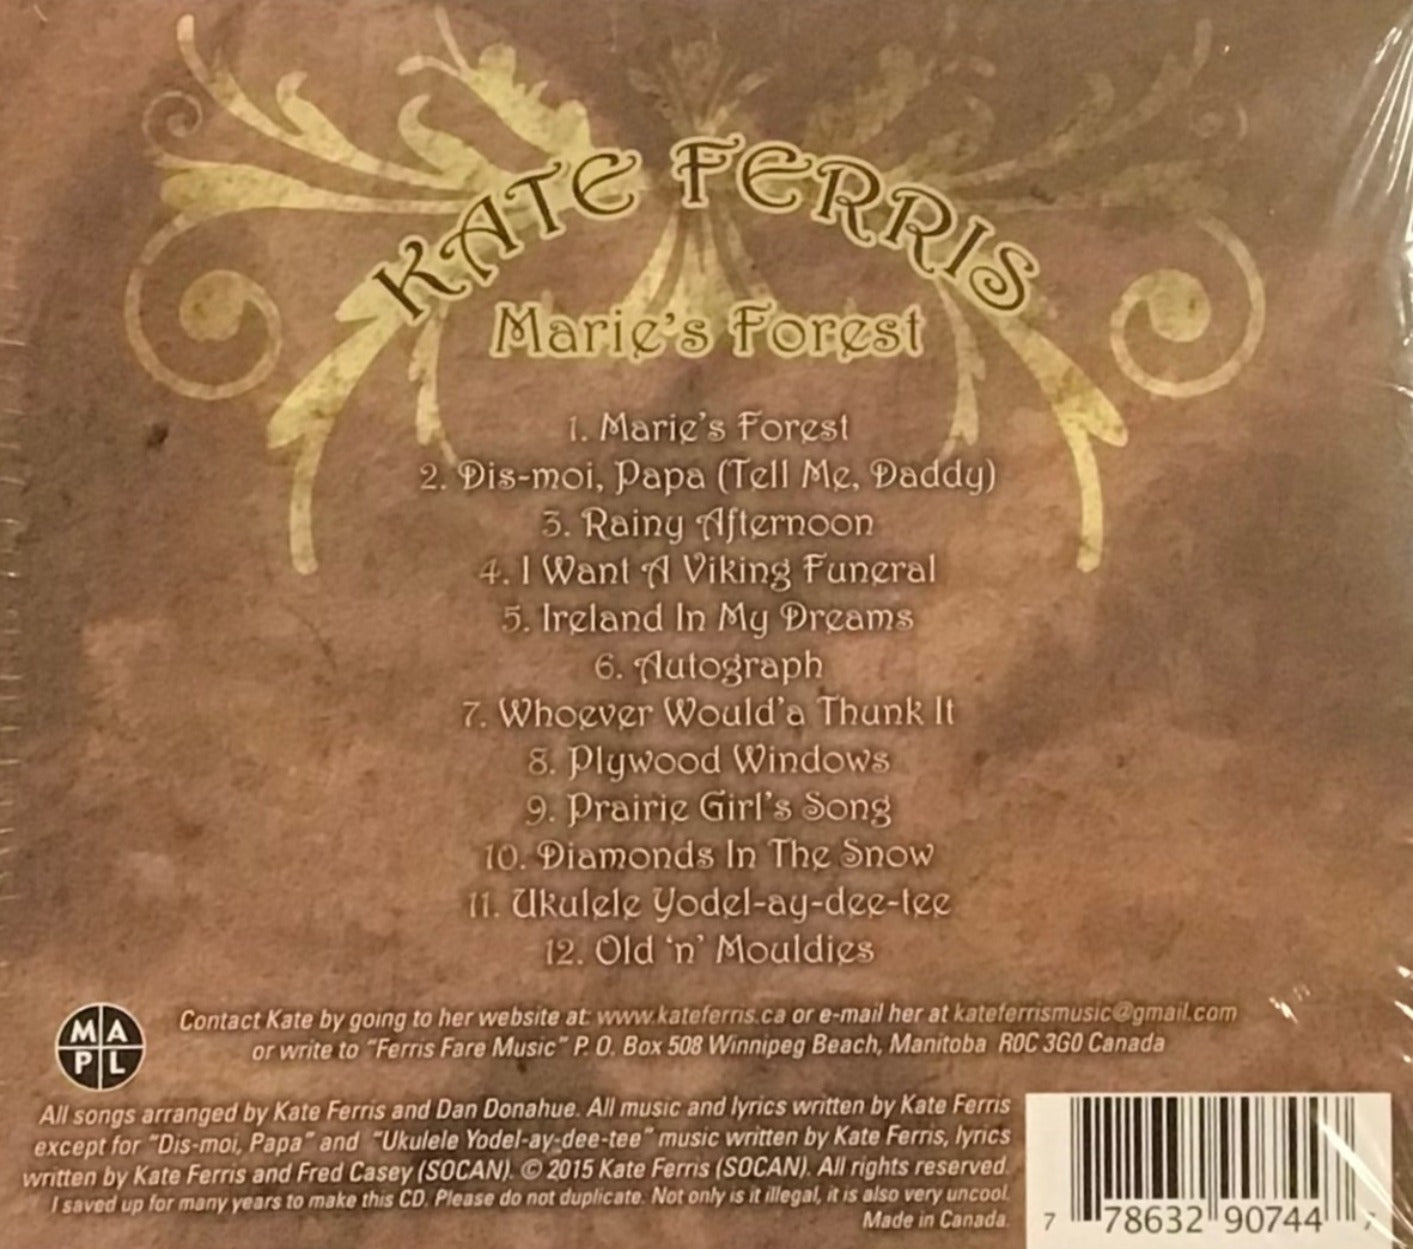 KATE FERRIS
Marie's Forest
1. Marie's Forest
2. Dis-moi, Papa (Tell Me, Daddy)
3. Rainy Afternoon
4. I Want A Viking Funeral
5. Ireland In My Dreams
6. Autograph
7. Whoever Would'a Thunk It
8. Plywood Windows
9. Prairie Girl's Song
10. Diamonds In The Snow
11. Ukulele Yodel-ay-dee-tee
12. Old 'n' Mouldies
M A
P L
Contact Kate by going to her website at: www.kateferris.ca or e-mail her at kateferrismusic@gmail.com
or write to "Ferris Fare Music" P. O. Box 508 Winnipeg Beach, Manitoba R0C 3G0 Canada
All songs arranged by Kate Ferris and Dan Donahue. All music and lyrics written by Kate Ferris
except for "Dis-moi, Papa" and "Ukulele Yodel-ay-dee-tee" music written by Kate Ferris, lyrics
written by Kate Ferris and Fred Casey (SOCAN). © 2015 Kate Ferris (SOCAN). All rights reserved.
I saved up for many years to make this CD. Please do not duplicate. Not only is it illegal, it is also very uncool.
Made in Canada.
7 78632 90744 7